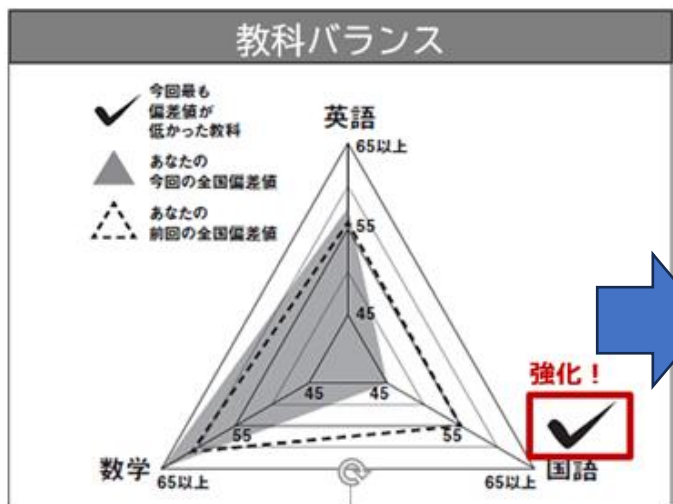 教科バランス
今回最も
偏差値が
低かった教科
あなたの
今回の全国偏差値
あなたの
前回の全国偏差値
英語
65以上
55
45
45
45
55
55
強化！
数学
65以上
65以上
国語